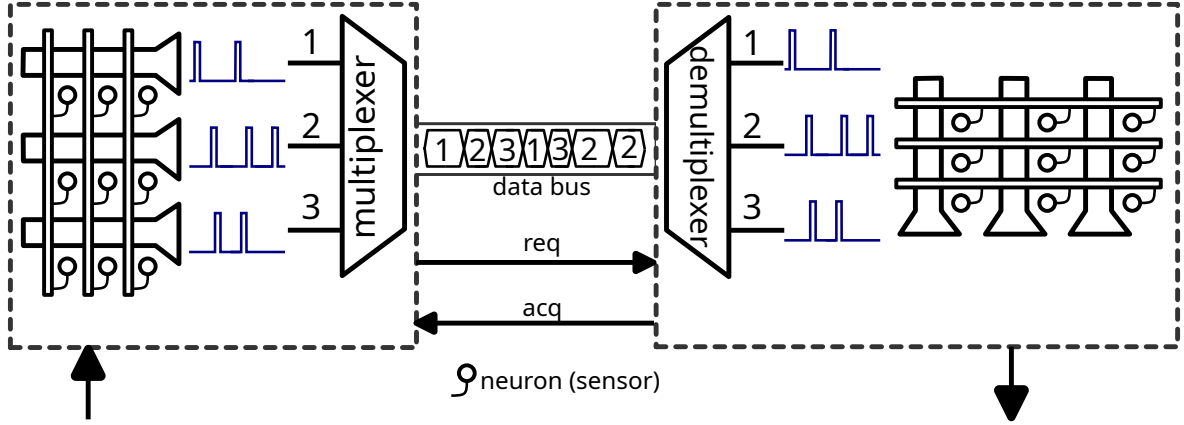 1
2
3
multiplexer
1 2 3 1 3 2 2
data bus
req
acq
demultiplexer
1
2
3
neuron (sensor)